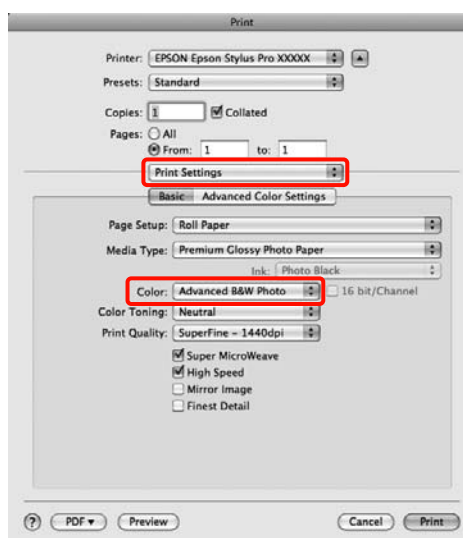 Print
Printer: EPSON Epson Stylus Pro XXXXX
Presets: Standard
Copies: 1 Collated
Pages: All
From: 1 to: 1
Print Settings
Basic Advanced Color Settings
Page Setup: Roll Paper
Media Type: Premium Glossy Photo Paper
Ink: Photo Black
Color: Advanced B&W Photo 16 bit/Channel
Color Toning: Neutral
Print Quality: SuperFine - 1440dpi
Super MicroWeave
High Speed
Mirror Image
Finest Detail
? PDF Preview Cancel Print